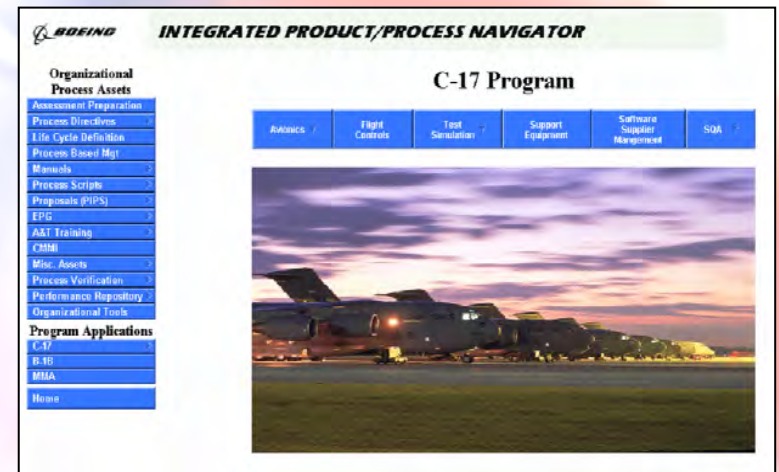 BOEING
INTEGRATED PRODUCT/PROCESS NAVIGATOR
Organizational
Process Assets
Assessment Preparation
Process Directives
Life Cycle Definition
Process Based Mgt
Manuals
Process Scripts
Proposals (PIPS)
EPG
A&T Training
CMMI
Misc. Assets
Process Verification
Performance Repository
Organizational Tools
Program Applications
C-17
B-1B
MMA
Home
C-17 Program
Avionics
Flight
Controls
Test
Simulation
Support
Equipment
Software
Supplier
Mangement
SQA